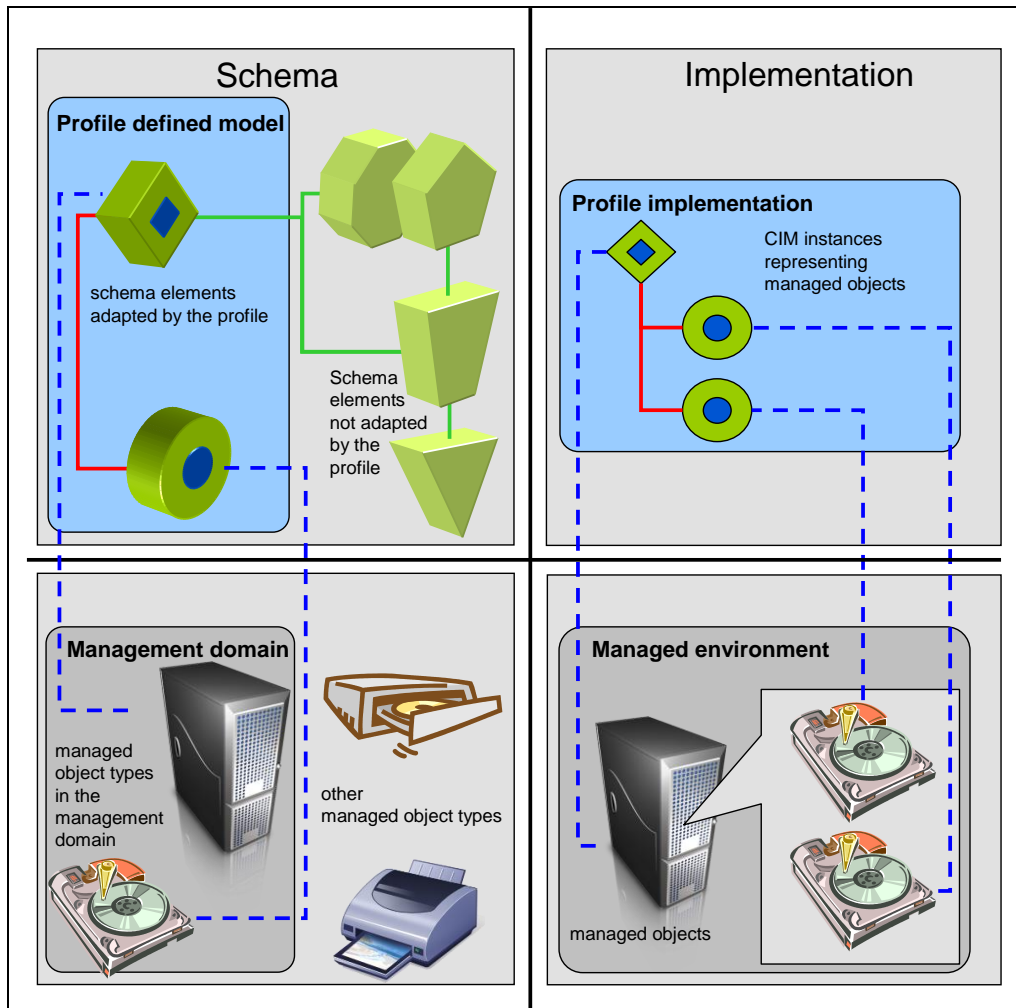 Schema
Profile defined model
schema elements
adapted by the profile
Schema
elements
not adapted
by the
profile
Implementation
Profile implementation
CIM instances
representing
managed objects
Management domain
managed
object types
in the
management
domain
other
managed object types
Managed environment
managed objects